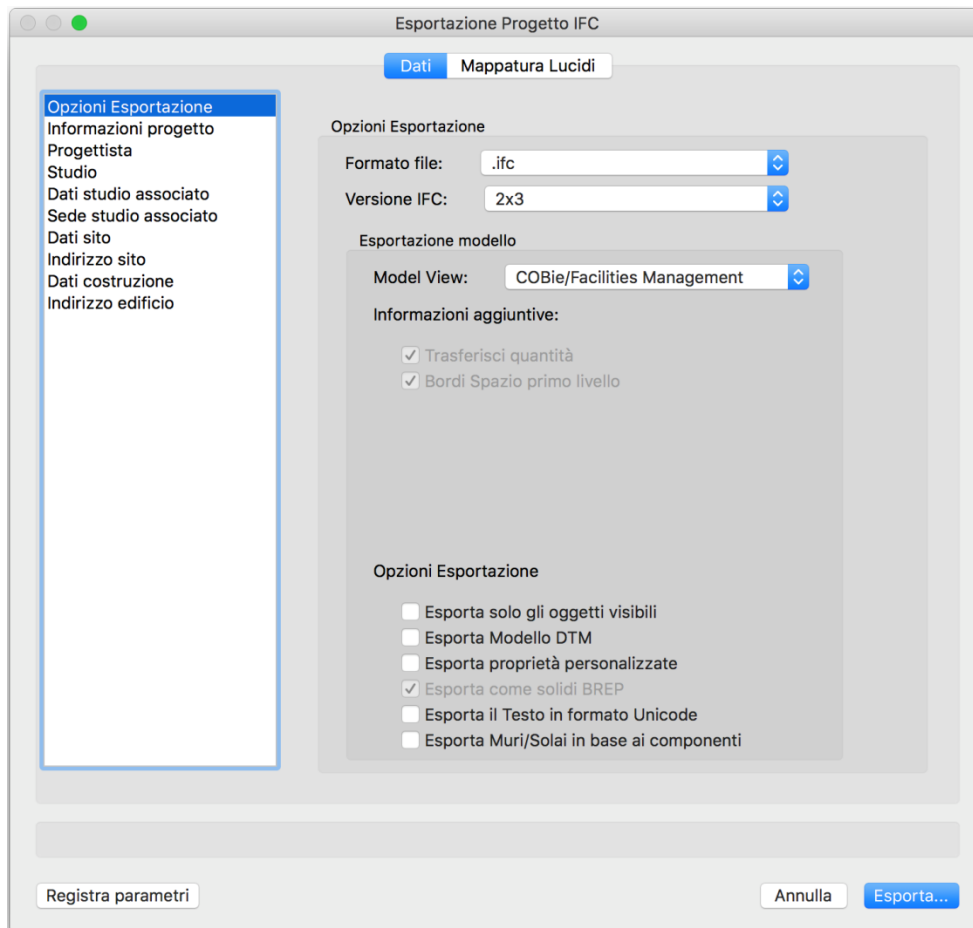 Esportazione Progetto IFC
Dati
Mappatura Lucidi
Opzioni Esportazione
Informazioni progetto
Progettista
Studio
Dati studio associato
Sede studio associato
Dati sito
Indirizzo sito
Dati costruzione
Indirizzo edificio
Opzioni Esportazione
Formato file: .ifc
Versione IFC: 2x3
Esportazione modello
Model View: COBie/Facilities Management
Informazioni aggiuntive:
Trasferisci quantità
Bordi Spazio primo livello
Opzioni Esportazione
Esporta solo gli oggetti visibili
Esporta Modello DTM
Esporta proprietà personalizzate
Esporta come solidi BREP
Esporta il Testo in formato Unicode
Esporta Muri/Solai in base ai componenti
Registra parametri
Annulla
Esporta...